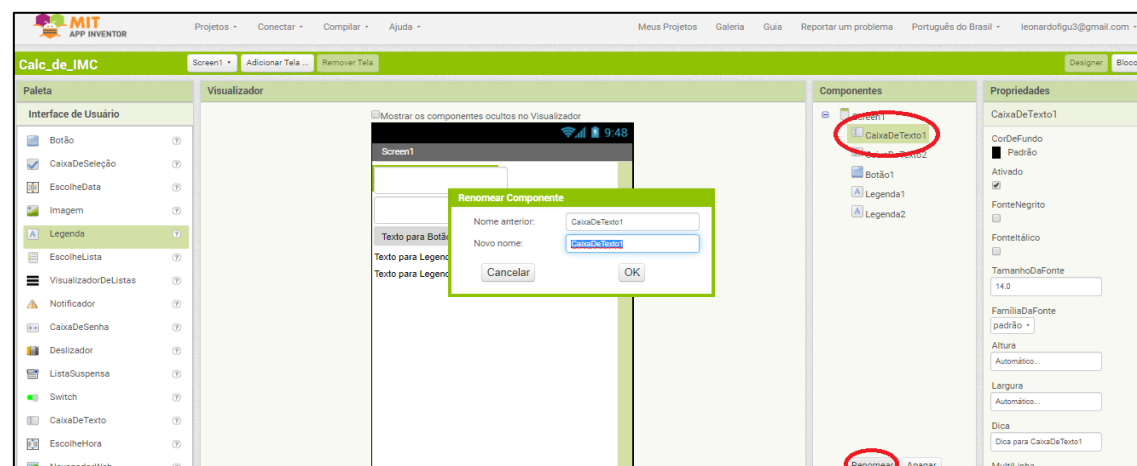 MIT
APP INVENTOR
Projetos Conectar Compilar Ajuda Meus Projetos Galeria Guia Reportar um problema Português do Brasil leonardofigu3@gmail.com
Calc_de_IMC Screen1 Adicionar Tela ... Remover Tela Designer Bloco
Paleta
Interface de Usuário
Botão
CaixaDeSeleção
EscolheData
Imagem
Legenda
EscolheLista
VisualizadorDeListas
Notificador
CaixaDeSenha
Deslizador
ListaSuspensa
Switch
CaixaDeTexto
EscolheHora
NavegadorWeb
Visualizador
Mostrar os componentes ocultos no Visualizador
9:48
Screen1
Texto para Botão
Texto para Legend
Texto para Legend
Renomear Componente
Nome anterior: CaixaDeTexto1
Novo nome: CaixaDeTexto1
Cancelar OK
Componentes
Screen1
CaixaDeTexto1
CaixaDeTexto2
Botão1
Legenda1
Legenda2
Renomear Apagar
Propriedades
CaixaDeTexto1
CorDeFundo
Padrão
Ativado
FonteNegrito
FonteItálico
TamanhoDaFonte
14.0
FamíliaDaFonte
padrão
Altura
Automático...
Largura
Automático...
Dica
Dica para CaixaDeTexto1
MultiLinha